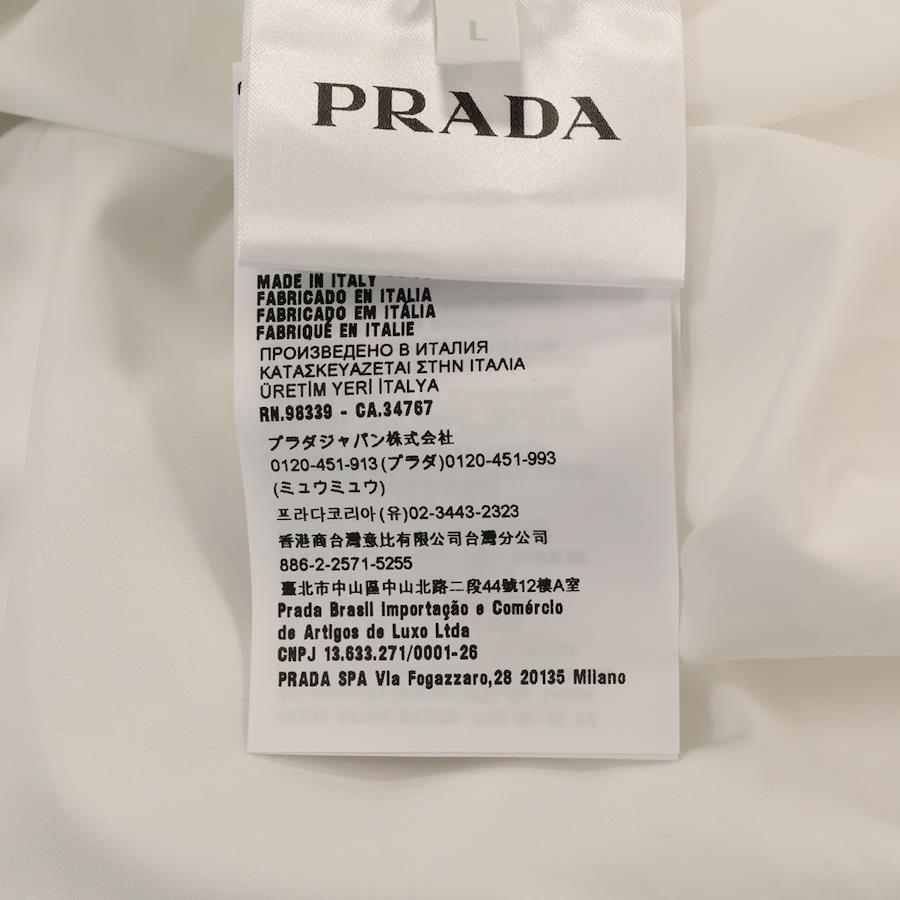 L
PRADA
MADE IN ITALY
FABRICADO EN ITALIA
FABRICADO EM ITÁLIA
FABRIQUÉ EN ITALIE
ПРОИЗВЕДЕНО В ИТАЛИЯ
ΚΑΤΑΣΚΕΥΑΖΕΤΑΙ ΣΤΗΝ ΙΤΑΛΙΑ
ÜRETİM YERİ İTALYA
RN.98339 - CA.34767
プラダジャパン株式会社
0120-451-913(プラダ)0120-451-993
(ミュウミュウ)
프라다코리아(유)02-3443-2323
香港商台灣意比有限公司台灣分公司
886-2-2571-5255
臺北市中山區中山北路二段44號12樓A室
Prada Brasil Importação e Comércio
de Artigos de Luxo Ltda
CNPJ 13.633.271/0001-26
PRADA SPA Via Fogazzaro,28 20135 Milano